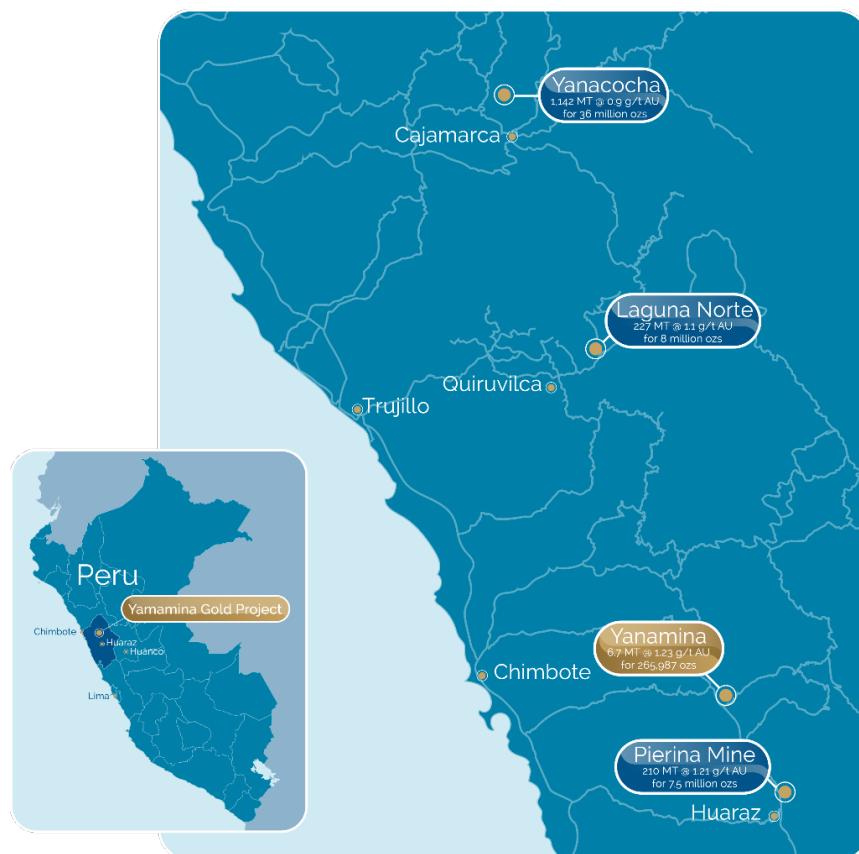 Yanacocha
1,142 MT @ 0.9 g/t AU
for 36 million ozs
Cajamarca
Laguna Norte
227 MT @ 1.1 g/t AU
for 8 million ozs
Quiruvilca
Trujillo
Peru
Yamamina Gold Project
Chimbote
Huaraz
Huanco
Lima
Yanamina
6.7 MT @ 1.23 g/t AU
for 265,987 ozs
Chimbote
Pierina Mine
210 MT @ 1.21 g/t AU
for 7.5 million ozs
Huaraz